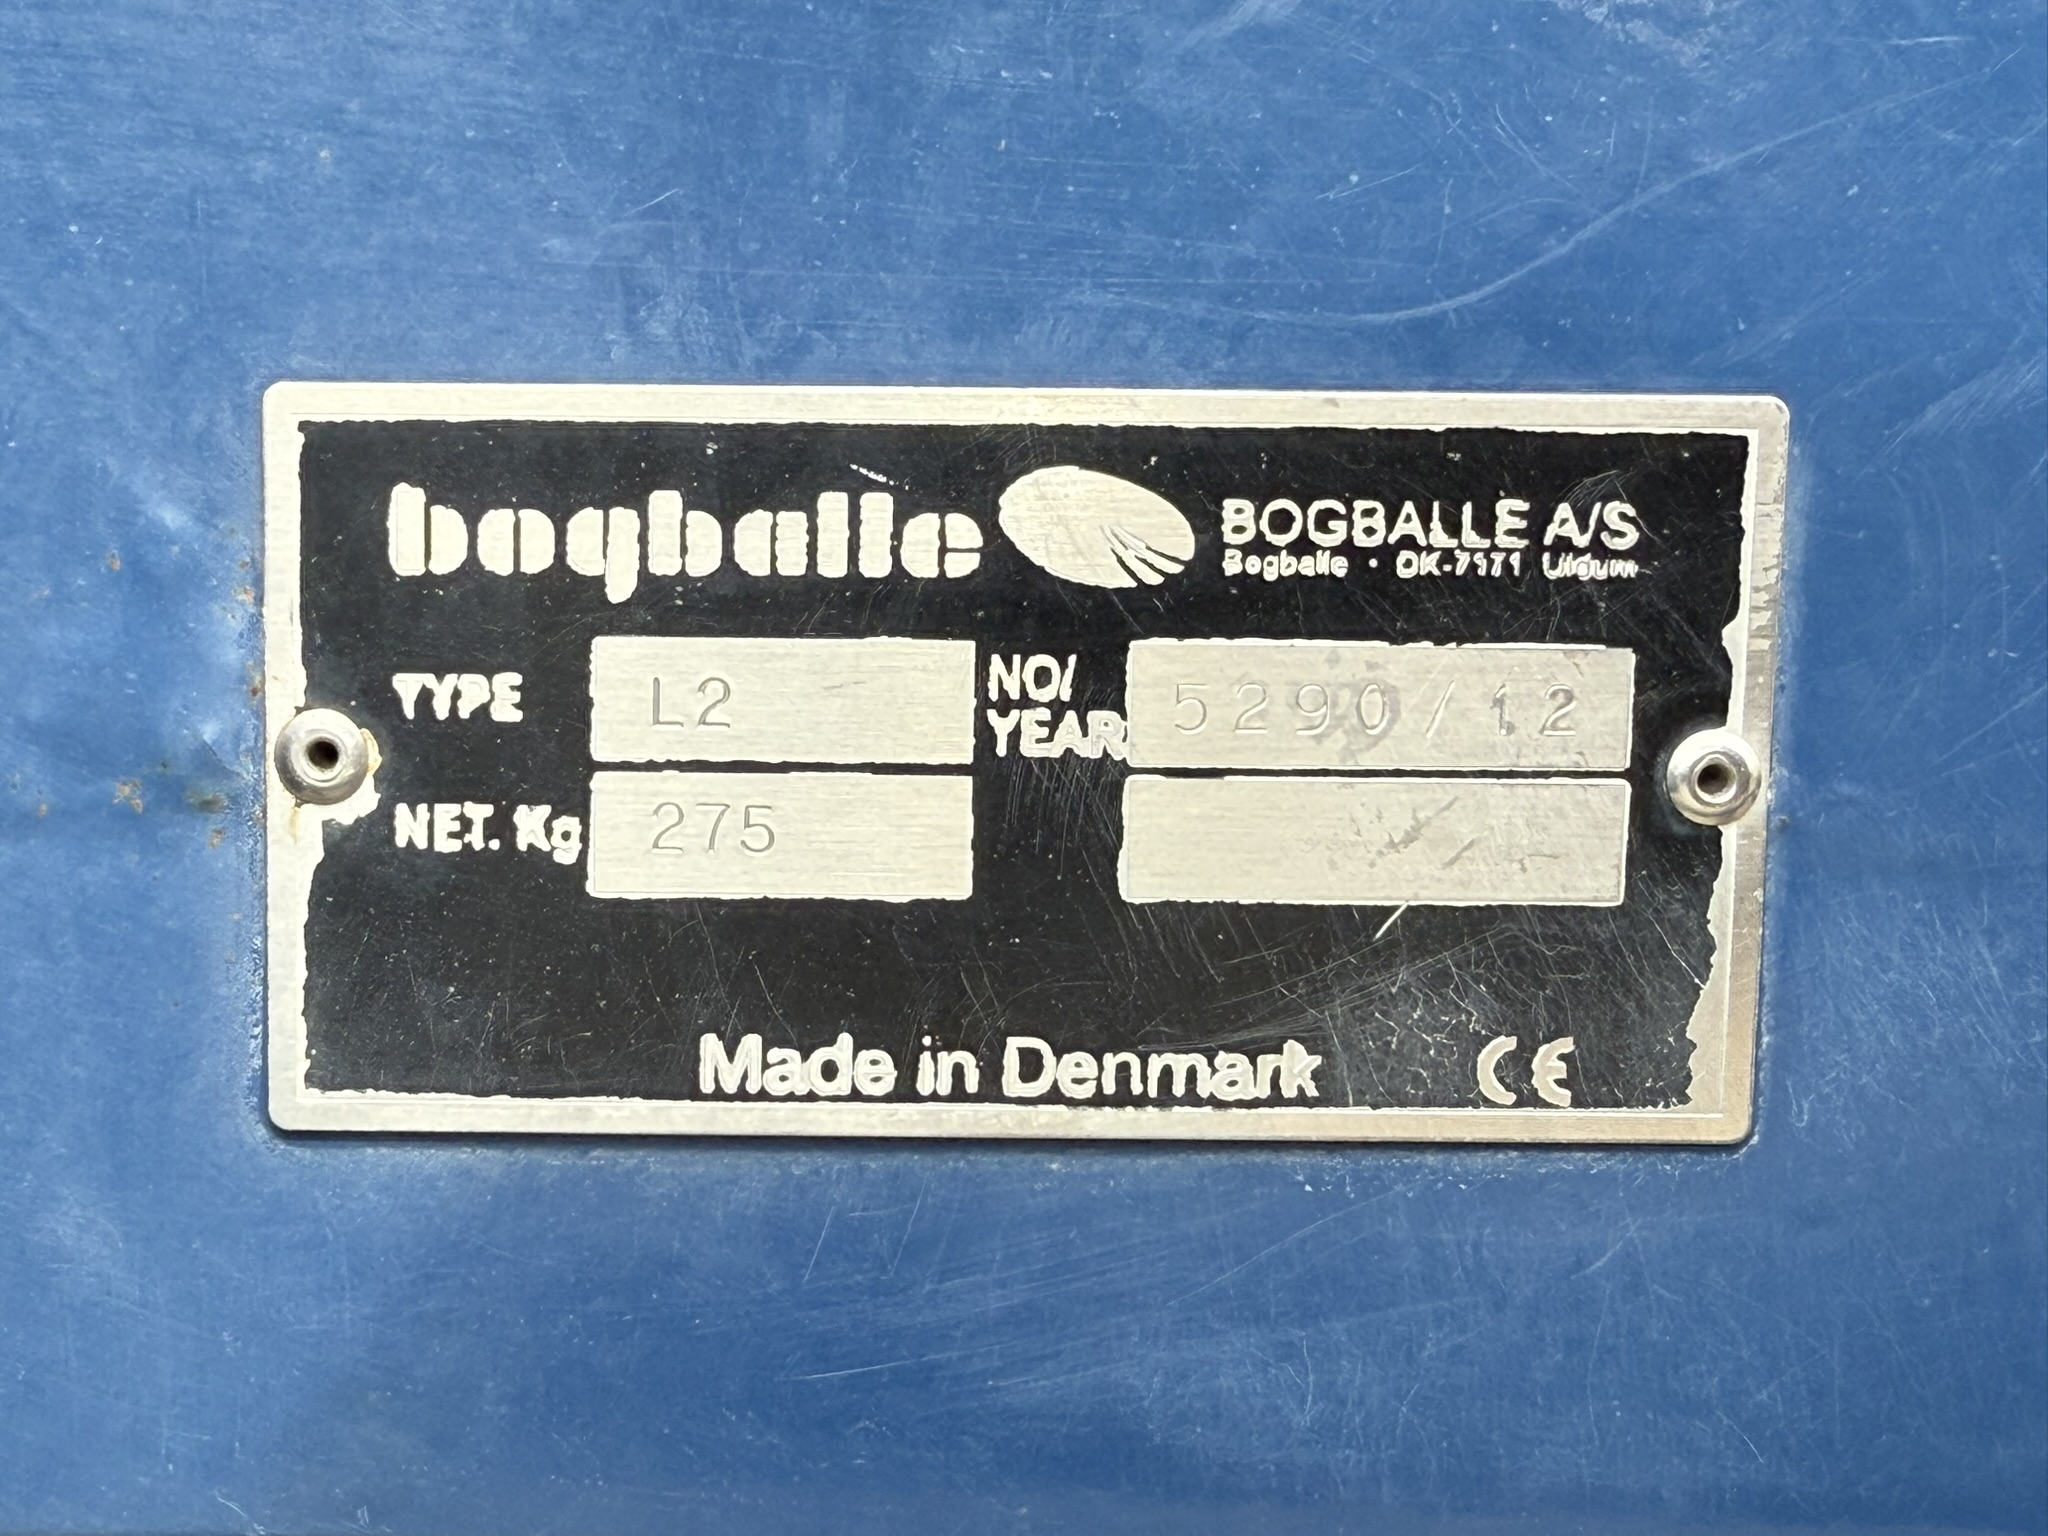 bogballe
BOGBALLE A/S
Bogballe · DK-7171 Uldum
TYPE L2
NO/
YEAR 5290/12
NET. Kg 275
Made in Denmark CE